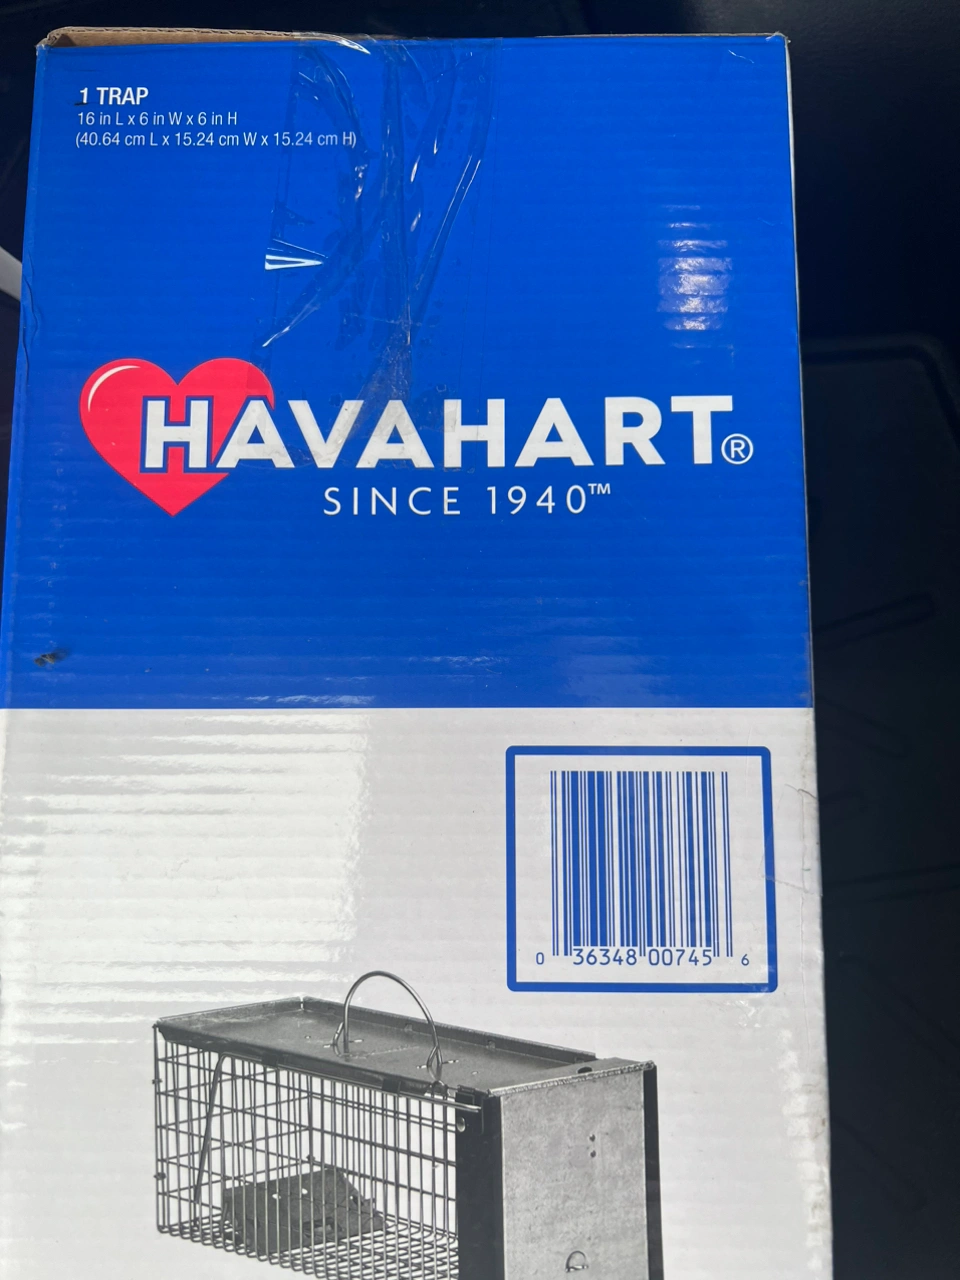 1 TRAP
16 in L x 6 in W x 6 in H
(40.64 cm L x 15.24 cm W x 15.24 cm H)
HAVAHART®
SINCE 1940™
0 36348 00745 6